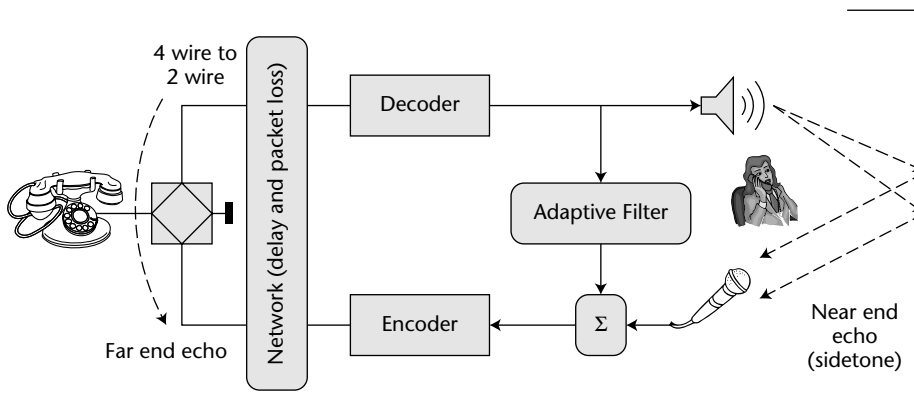 4 wire to
2 wire
Network (delay and packet loss)
Decoder
Adaptive Filter
Encoder
Σ
Far end echo
Near end
echo
(sidetone)